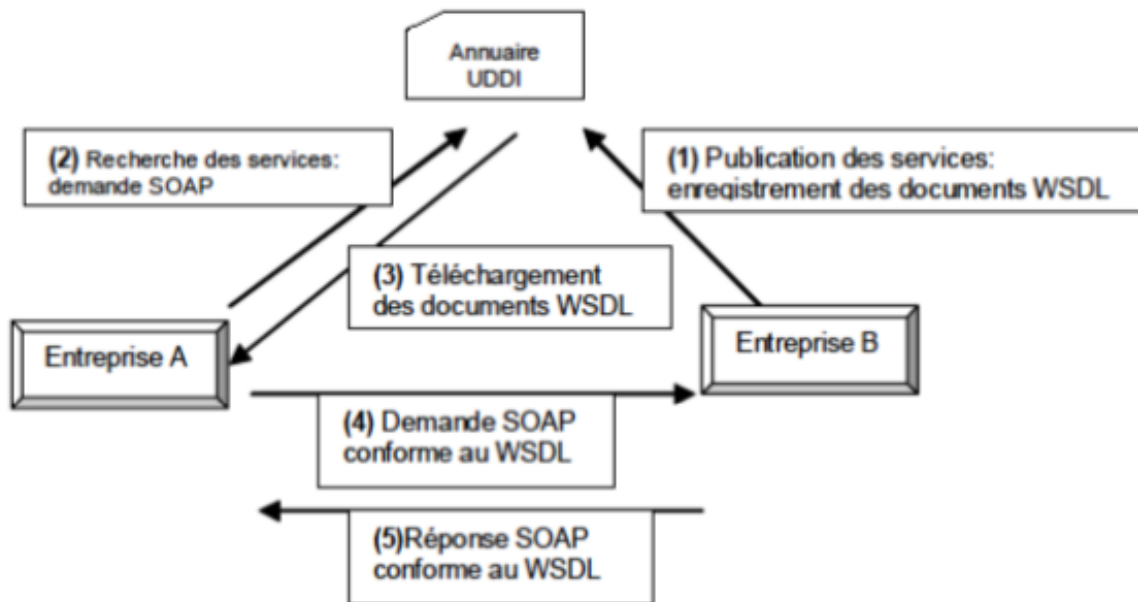 Annuaire
UDDI
(2) Recherche des services:
demande SOAP
(1) Publication des services:
enregistrement des documents WSDL
(3) Téléchargement
des documents WSDL
Entreprise A
Entreprise B
(4) Demande SOAP
conforme au WSDL
(5)Réponse SOAP
conforme au WSDL